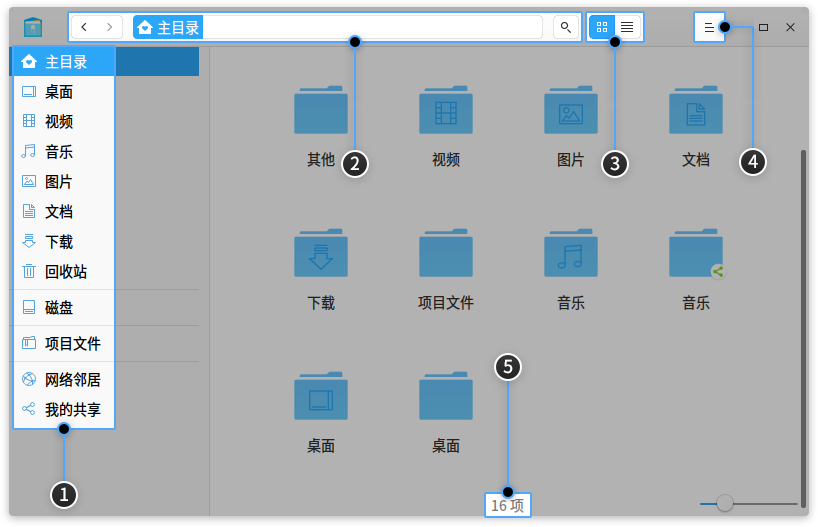 主目录
主目录
桌面
视频
音乐
图片
文档
下载
回收站
磁盘
项目文件
网络邻居
我的共享
1
2
3
4
其他
视频
图片
文档
下载
项目文件
音乐
音乐
5
桌面
桌面
16 项